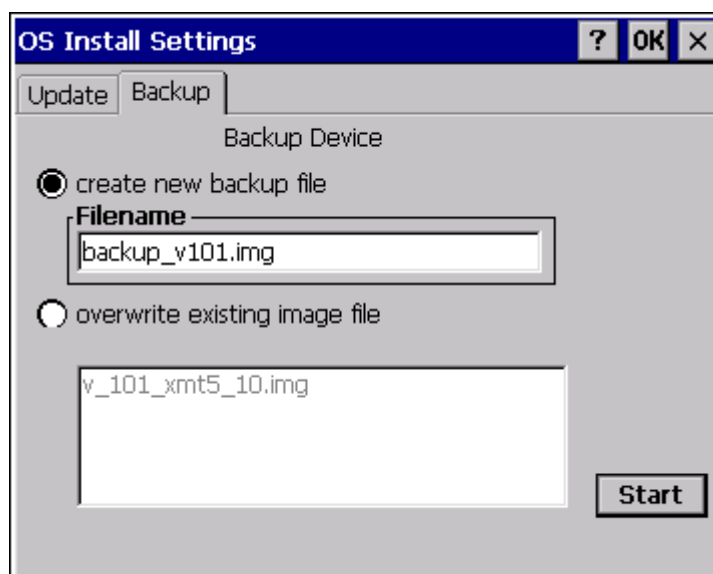 OS Install Settings ? OK ×
Update Backup
Backup Device
create new backup file
Filename
backup_v101.img
overwrite existing image file
v_101_xmt5_10.img
Start